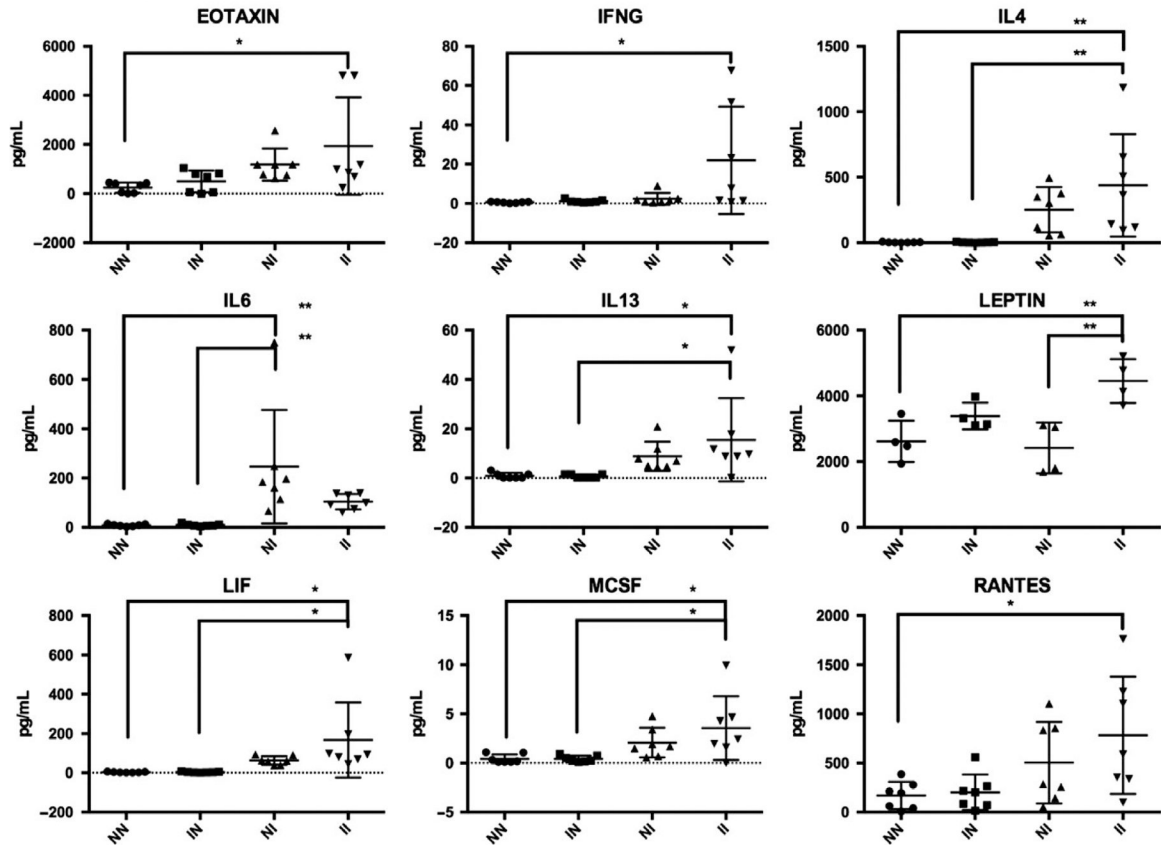 EOTAXIN
6000
4000
2000
0
−2000
pg/mL
*
NN
IN
NI
II
IFNG
80
60
40
20
0
−20
pg/mL
*
NN
IN
NI
II
IL4
1500
1000
500
0
pg/mL
**
**
NN
IN
NI
II
IL6
800
600
400
200
0
pg/mL
**
**
NN
IN
NI
II
IL13
60
40
20
0
−20
pg/mL
*
*
NN
IN
NI
II
LEPTIN
6000
4000
2000
0
pg/mL
**
**
NN
IN
NI
II
LIF
800
600
400
200
0
−200
pg/mL
*
*
NN
IN
NI
II
MCSF
15
10
5
0
−5
pg/mL
*
*
NN
IN
NI
II
RANTES
2000
1500
1000
500
0
pg/mL
*
NN
IN
NI
II